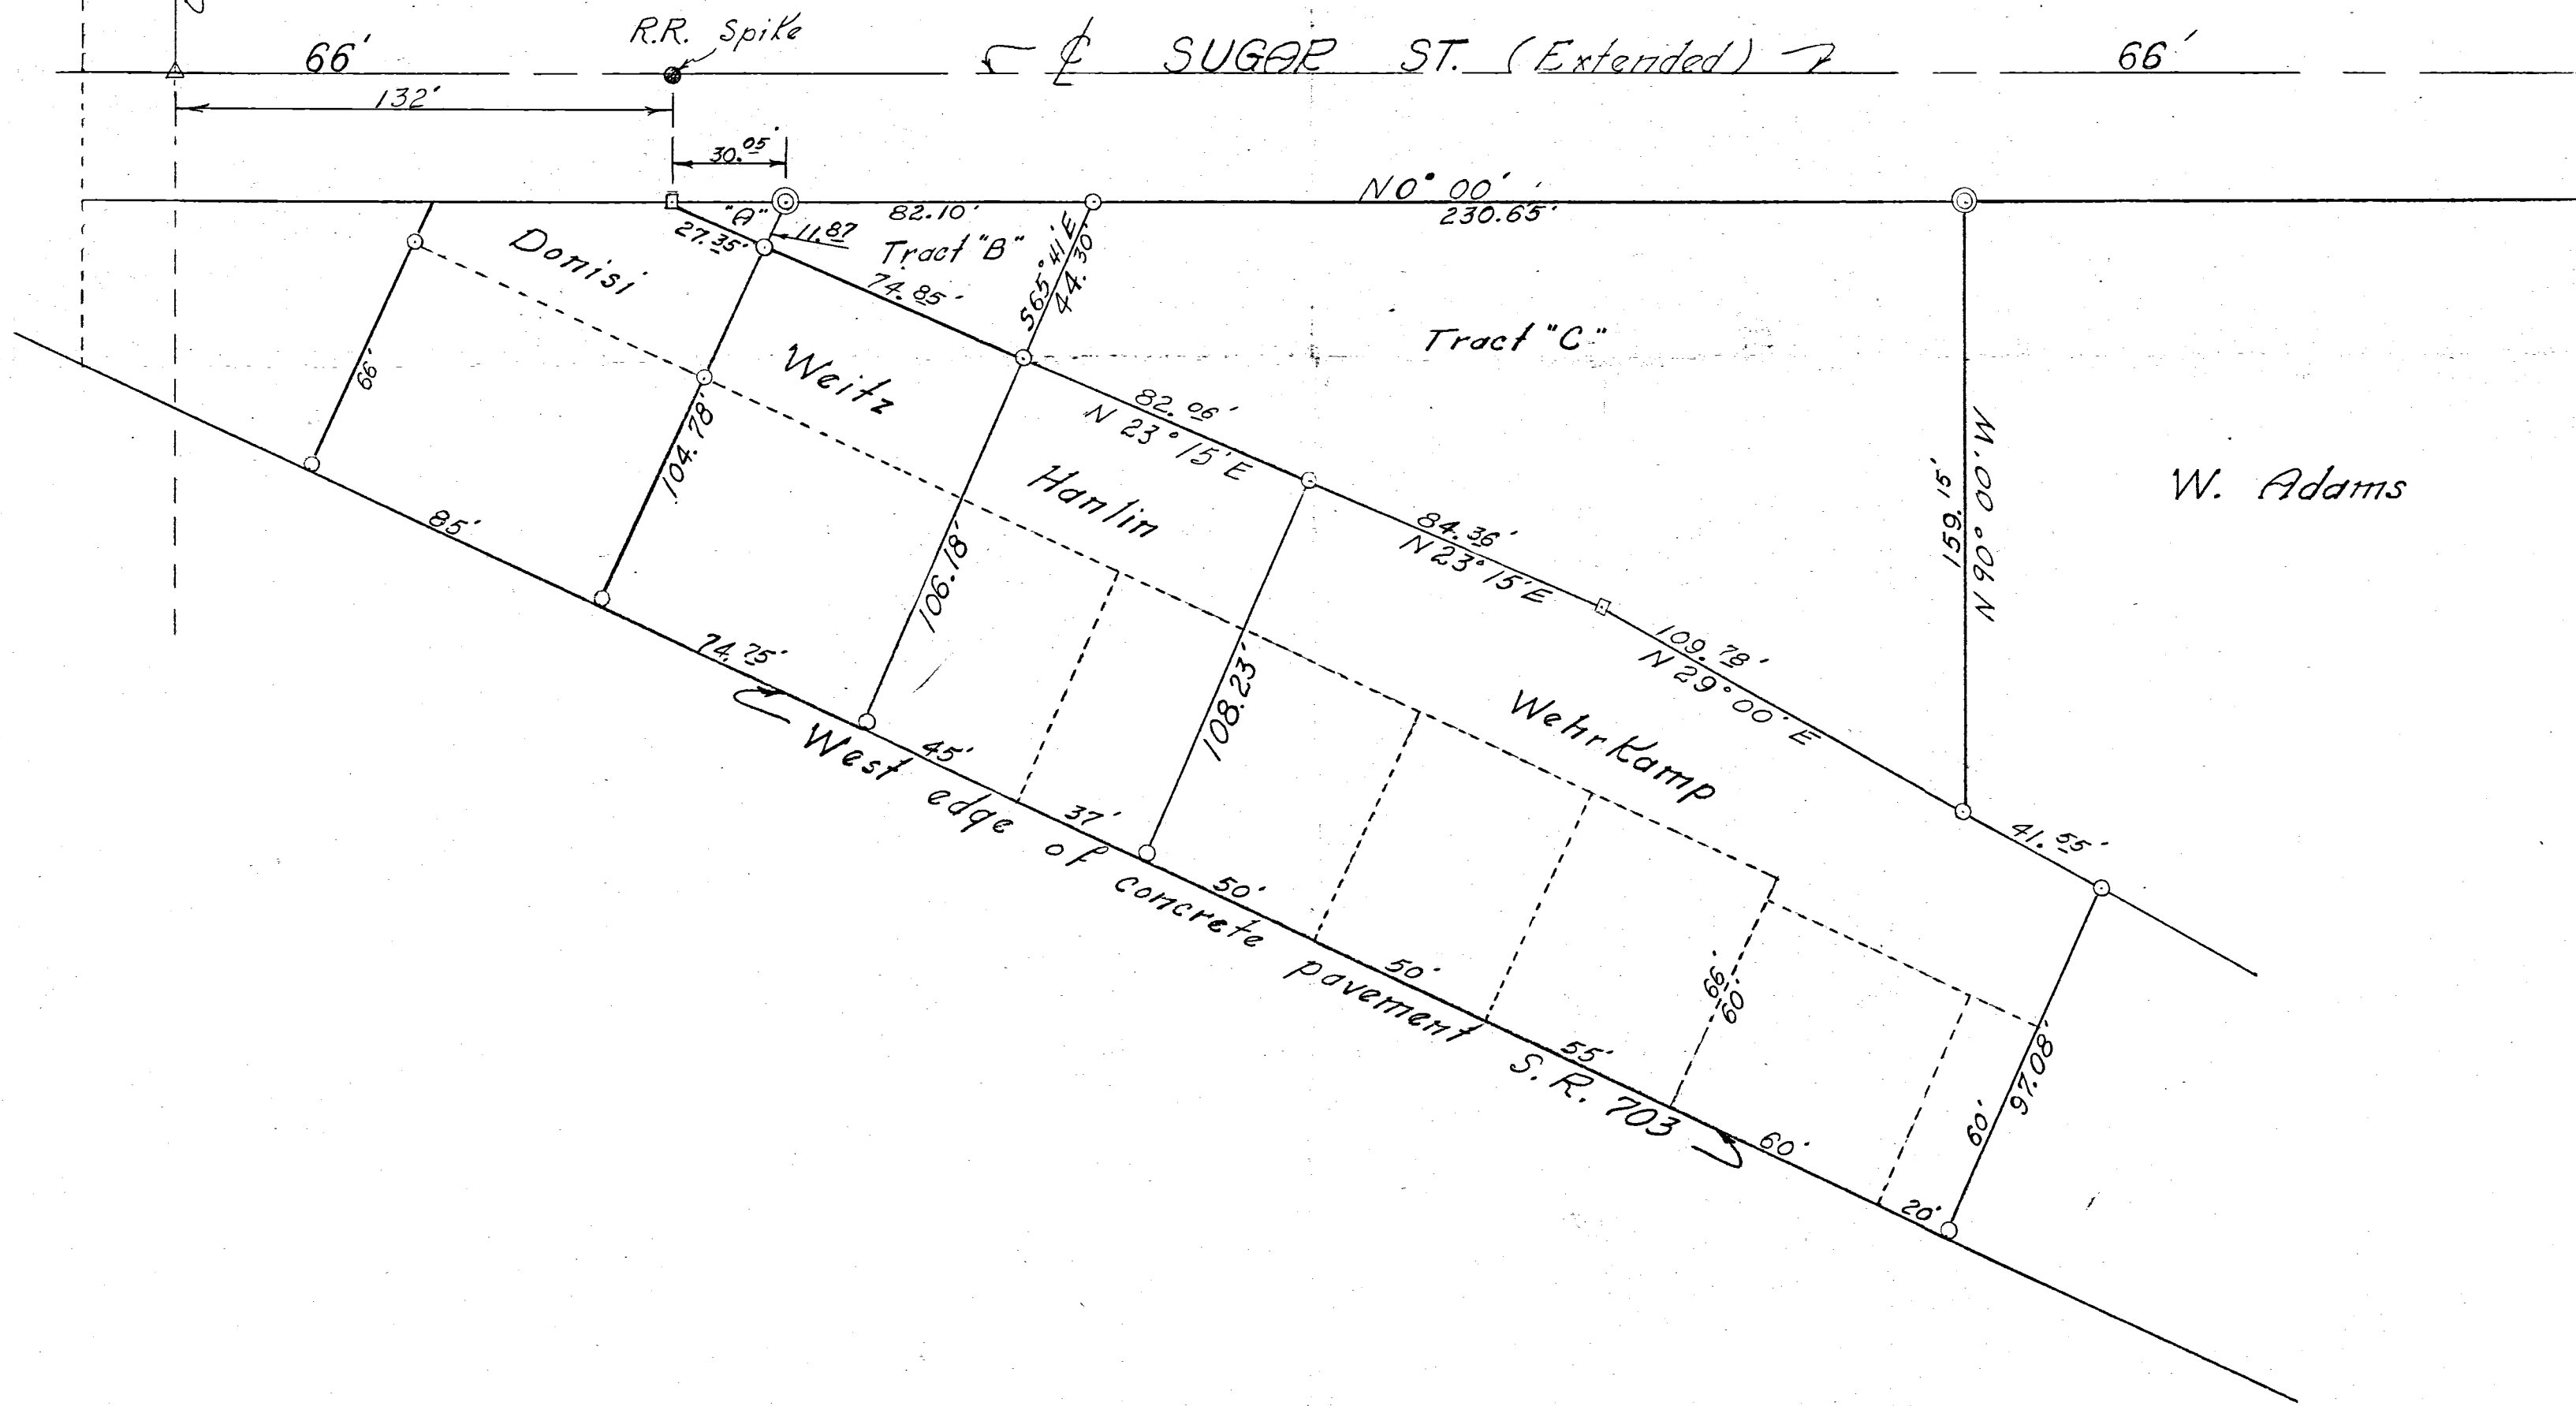 66'
R.R. Spike
℄ SUGAR ST. (Extended)
66'
132'
30.05'
N 0° 00'
230.65'
"A"
82.10'
27.35'
11.87
Tract "B"
S65°41'E
44.30'
74.85'
Donisi
Tract "C"
66'
Weitz
82.06'
N 23° 15' E
104.78'
Hamlin
159.15'
N 90° 00' W
W. Adams
85'
84.36'
N 23° 15' E
106.18'
109.78'
N 29° 00' E
74.75'
108.23'
WehrKamp
41.55'
West edge of concrete pavement S.R. 703
45'
37'
50'
50'
66'
60'
55'
97.08'
60'
60'
20'